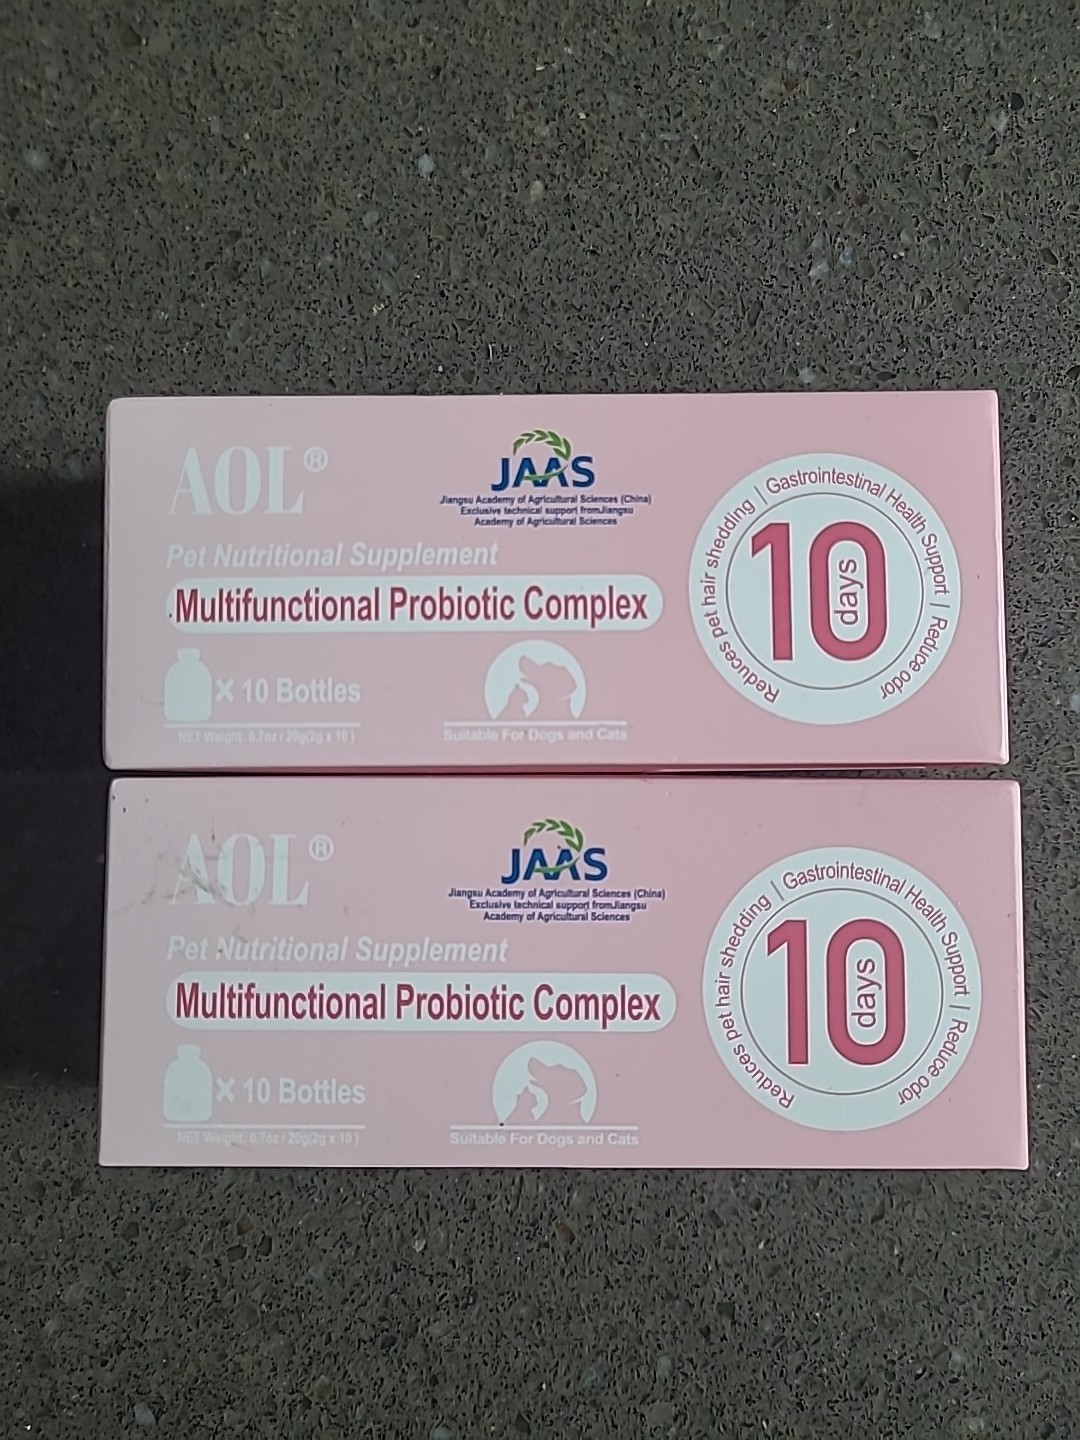 AOL®
JAAS
Jiangsu Academy of Agricultural Sciences (China)
Exclusive technical support fromJiangsu
Academy of Agricultural Sciences
Pet Nutritional Supplement
Multifunctional Probiotic Complex
× 10 Bottles
NET Weight: 0.7oz / 20g(2g x 10 )
Suitable For Dogs and Cats
Reduces pet hair shedding | Gastrointestinal Health Support | Reduce odor
10
days
AOL®
JAAS
Jiangsu Academy of Agricultural Sciences (China)
Exclusive technical support fromJiangsu
Academy of Agricultural Sciences
Pet Nutritional Supplement
Multifunctional Probiotic Complex
× 10 Bottles
NET Weight: 0.7oz / 20g(2g x 10 )
Suitable For Dogs and Cats
Reduces pet hair shedding | Gastrointestinal Health Support | Reduce odor
10
days